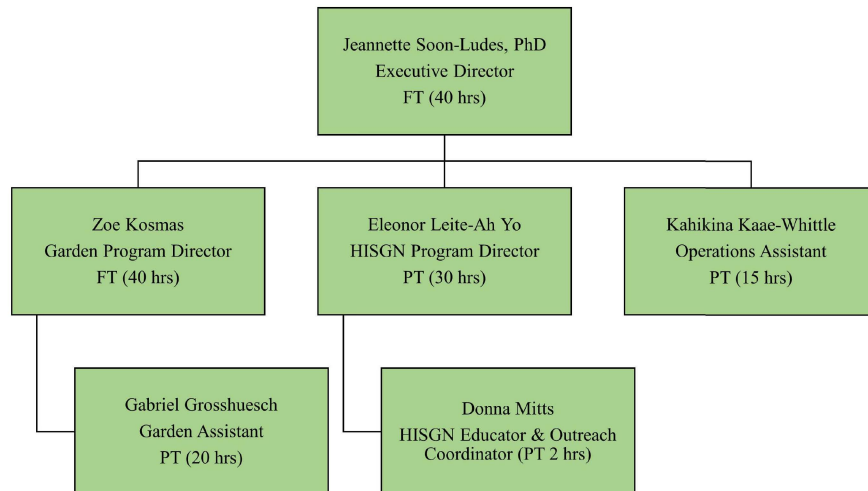 Jeannette Soon-Ludes, PhD
Executive Director
FT (40 hrs)
Zoe Kosmas
Garden Program Director
FT (40 hrs)
Eleonor Leite-Ah Yo
HISGN Program Director
PT (30 hrs)
Kahikina Kaae-Whittle
Operations Assistant
PT (15 hrs)
Gabriel Grosshuesch
Garden Assistant
PT (20 hrs)
Donna Mitts
HISGN Educator & Outreach
Coordinator (PT 2 hrs)